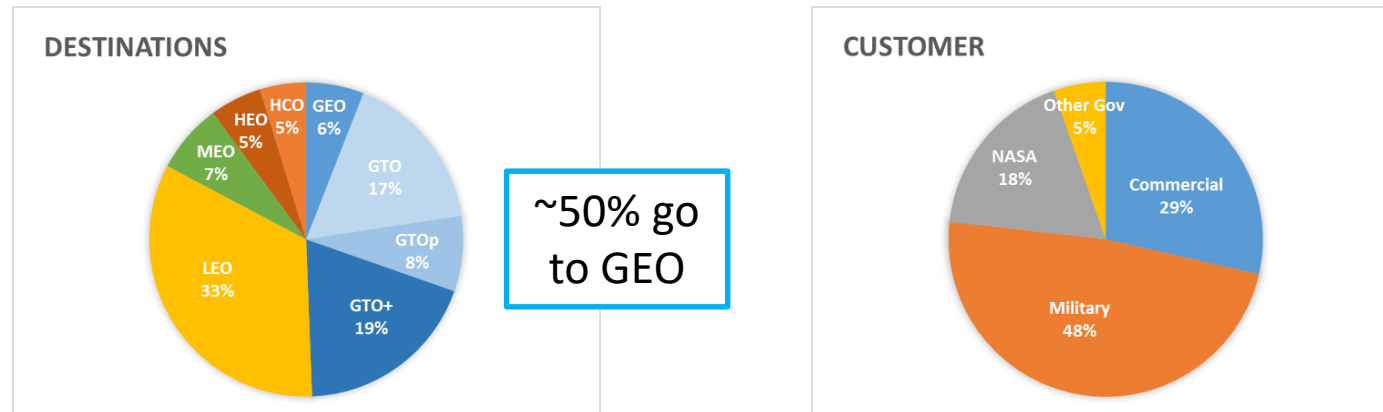 DESTINATIONS
HCO
5%
GEO
6%
HEO
5%
MEO
7%
GTO
17%
GTOp
8%
LEO
33%
GTO+
19%
~50% go
to GEO
CUSTOMER
Other Gov
5%
NASA
18%
Commercial
29%
Military
48%